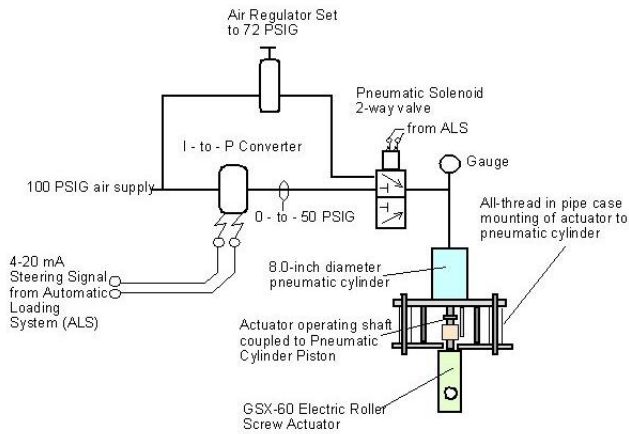 Air Regulator Set
to 72 PSIG
Pneumatic Solenoid
2-way valve
from ALS
I - to - P Converter
Gauge
100 PSIG air supply
0 - to - 50 PSIG
All-thread in pipe case
mounting of actuator to
pneumatic cylinder
4-20 mA
Steering Signal
from Automatic
Loading
System (ALS)
8.0-inch diameter
pneumatic cylinder
Actuator operating shaft
coupled to Pneumatic
Cylinder Piston
GSX-60 Electric Roller
Screw Actuator